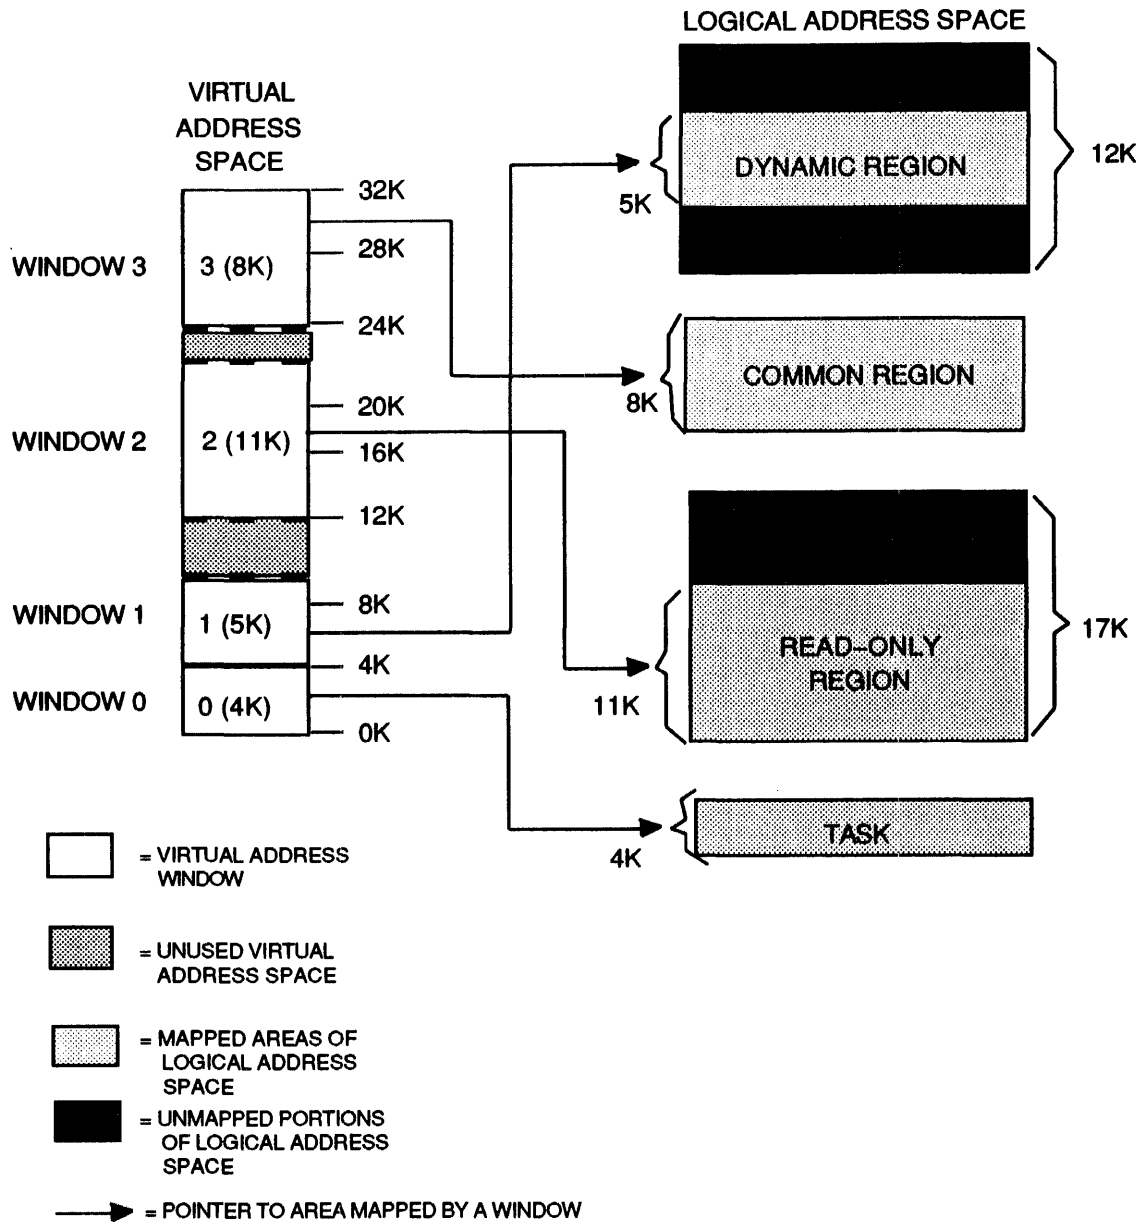 LOGICAL ADDRESS SPACE
VIRTUAL
ADDRESS
SPACE
32K
WINDOW 3
3 (8K)
28K
24K
20K
WINDOW 2
2 (11K)
16K
12K
WINDOW 1
1 (5K)
8K
4K
WINDOW 0
0 (4K)
0K
DYNAMIC REGION
5K
12K
COMMON REGION
8K
READ-ONLY
REGION
11K
17K
TASK
4K
= VIRTUAL ADDRESS
WINDOW
= UNUSED VIRTUAL
ADDRESS SPACE
= MAPPED AREAS OF
LOGICAL ADDRESS
SPACE
= UNMAPPED PORTIONS
OF LOGICAL ADDRESS
SPACE
= POINTER TO AREA MAPPED BY A WINDOW